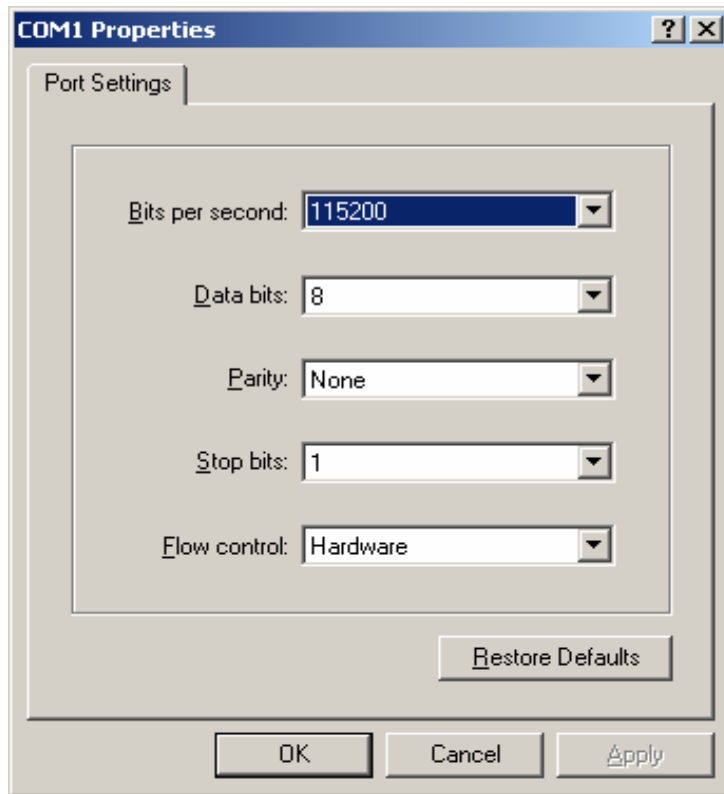 COM1 Properties
Port Settings
Bits per second: 115200
Data bits: 8
Parity: None
Stop bits: 1
Flow control: Hardware
Restore Defaults
OK Cancel Apply